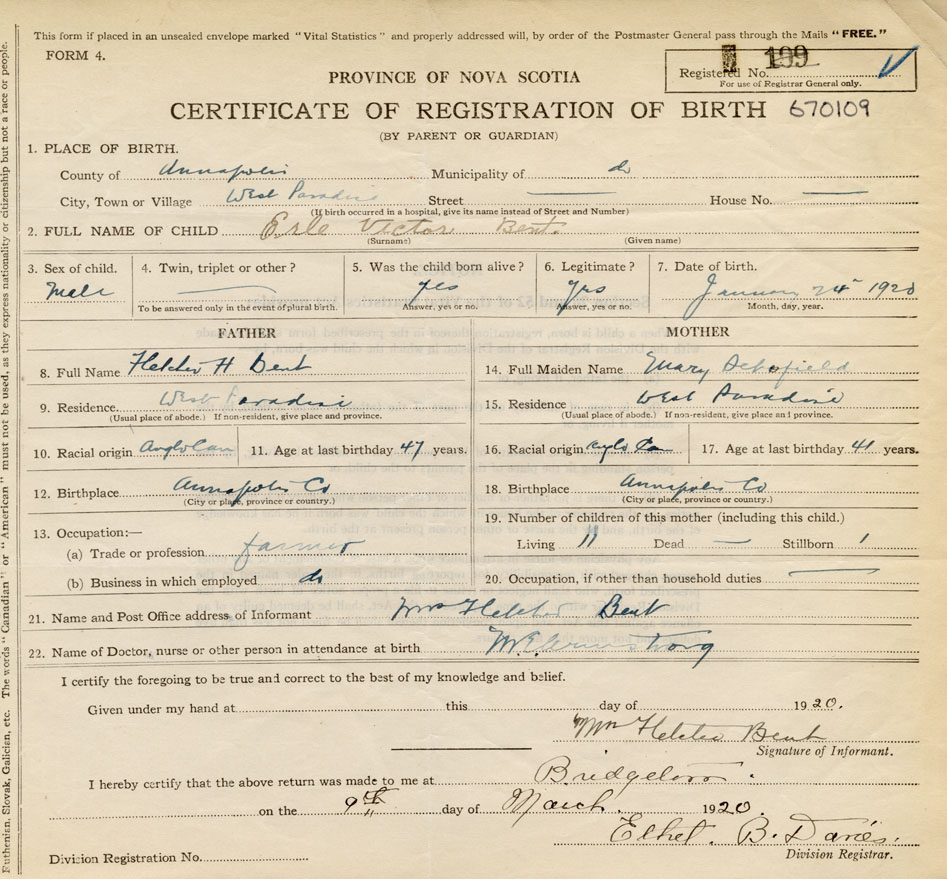 This form if placed in an unsealed envelope marked "Vital Statistics" and properly addressed will, by order of the Postmaster General pass through the Mails "FREE."
FORM 4.
199
Registered No.
For use of Registrar General only.
PROVINCE OF NOVA SCOTIA
CERTIFICATE OF REGISTRATION OF BIRTH 670109
(BY PARENT OR GUARDIAN)
1. PLACE OF BIRTH.
County of Annapolis Municipality of do
City, Town or Village West Paradise Street House No.
(If birth occurred in a hospital, give its name instead of Street and Number)
2. FULL NAME OF CHILD Erle Victor Bent.
(Surname) (Given name)
3. Sex of child. 4. Twin, triplet or other? 5. Was the child born alive? 6. Legitimate? 7. Date of birth.
Male yes yes January 24th 1920
To be answered only in the event of plural birth. Answer, yes or no. Answer, yes or no. Month, day, year.
FATHER MOTHER
8. Full Name Fletcher H Bent
14. Full Maiden Name Mary Schofield
9. Residence West Paradise
15. Residence West Paradise
(Usual place of abode.) If non-resident, give place and province.
(Usual place of abode.) If non-resident, give place and province.
10. Racial origin 11. Age at last birthday 47 years.
16. Racial origin 17. Age at last birthday 41 years.
12. Birthplace Annapolis Co
18. Birthplace Annapolis Co
(City or place, province or country.)
(City or place, province or country.)
13. Occupation:—
19. Number of children of this mother (including this child.)
(a) Trade or profession farmer
Living 11 Dead — Stillborn 1
(b) Business in which employed do
20. Occupation, if other than household duties
21. Name and Post Office address of Informant Mrs Fletcher Bent
22. Name of Doctor, nurse or other person in attendance at birth Armstrong
I certify the foregoing to be true and correct to the best of my knowledge and belief.
Given under my hand at this day of 1920.
Mrs Fletcher Bent
Signature of Informant.
I hereby certify that the above return was made to me at Bridgetown.
on the 9th day of March 1920.
Ethel B. Davies.
Division Registrar.
Division Registration No.
Ruthenian, Slovak, Galician, etc. The words "Canadian" or "American" must not be used, as they express nationality or citizenship but not a race or people.